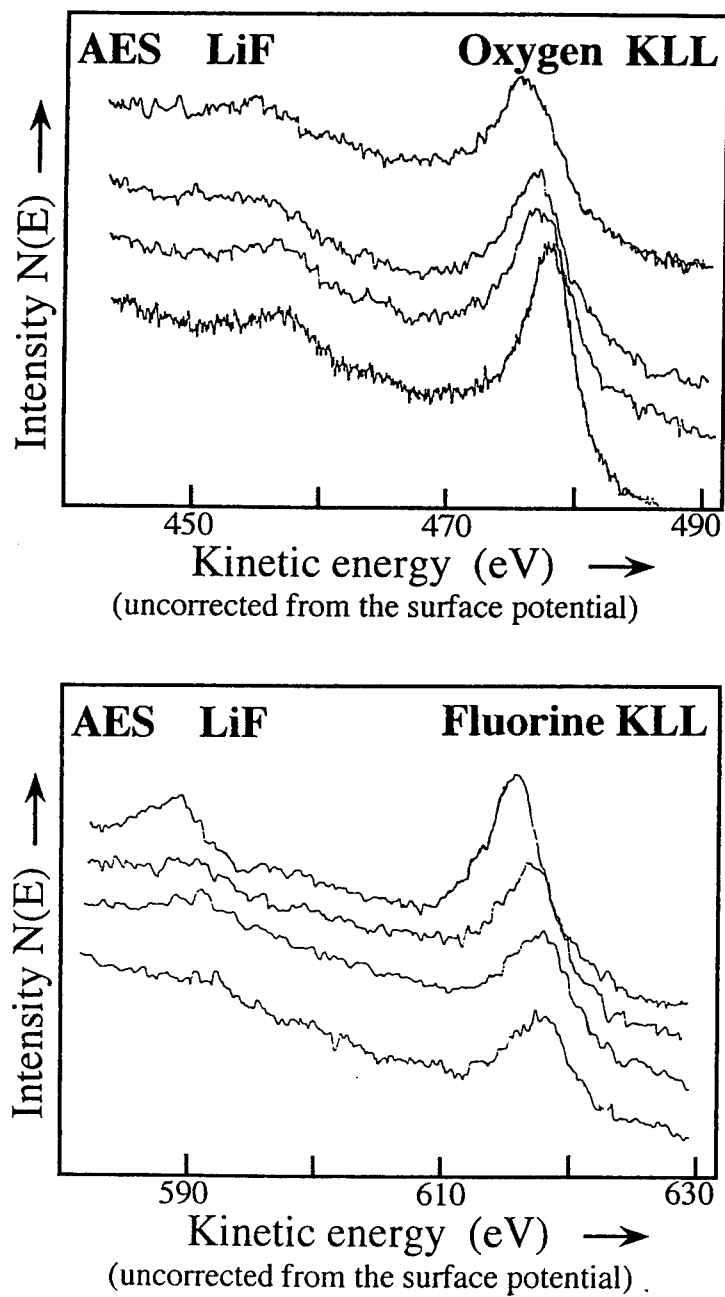 AES LiF Oxygen KLL
Intensity N(E)
450 470 490
Kinetic energy (eV)
(uncorrected from the surface potential)
AES LiF Fluorine KLL
Intensity N(E)
590 610 630
Kinetic energy (eV)
(uncorrected from the surface potential)